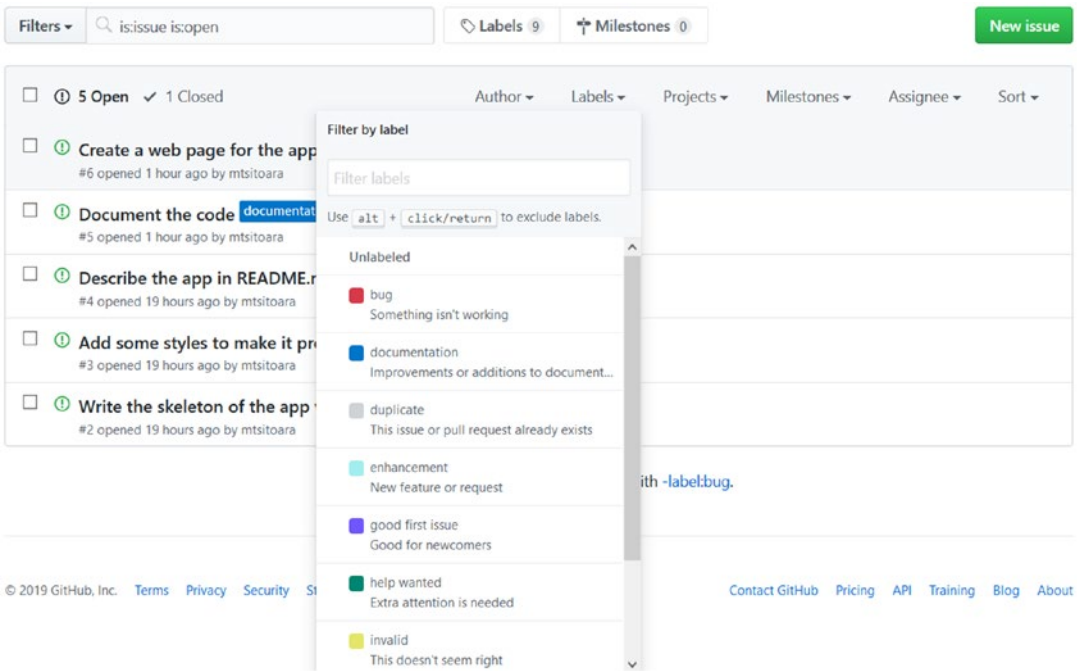 Filters is:issue is:open Labels 9 Milestones 0 New issue
5 Open 1 Closed Author Labels Projects Milestones Assignee Sort
Filter by label
Create a web page for the app
#6 opened 1 hour ago by mtsitoara
Filter labels
Document the code documentat
#5 opened 1 hour ago by mtsitoara
Use alt + click/return to exclude labels.
Unlabeled
Describe the app in README.
#4 opened 19 hours ago by mtsitoara
bug
Something isn't working
Add some styles to make it pr
#3 opened 19 hours ago by mtsitoara
documentation
Improvements or additions to document...
Write the skeleton of the app
#2 opened 19 hours ago by mtsitoara
duplicate
This issue or pull request already exists
enhancement
New feature or request
ith -label:bug.
good first issue
Good for newcomers
© 2019 GitHub, Inc. Terms Privacy Security Contact GitHub Pricing API Training Blog About
help wanted
Extra attention is needed
invalid
This doesn't seem right